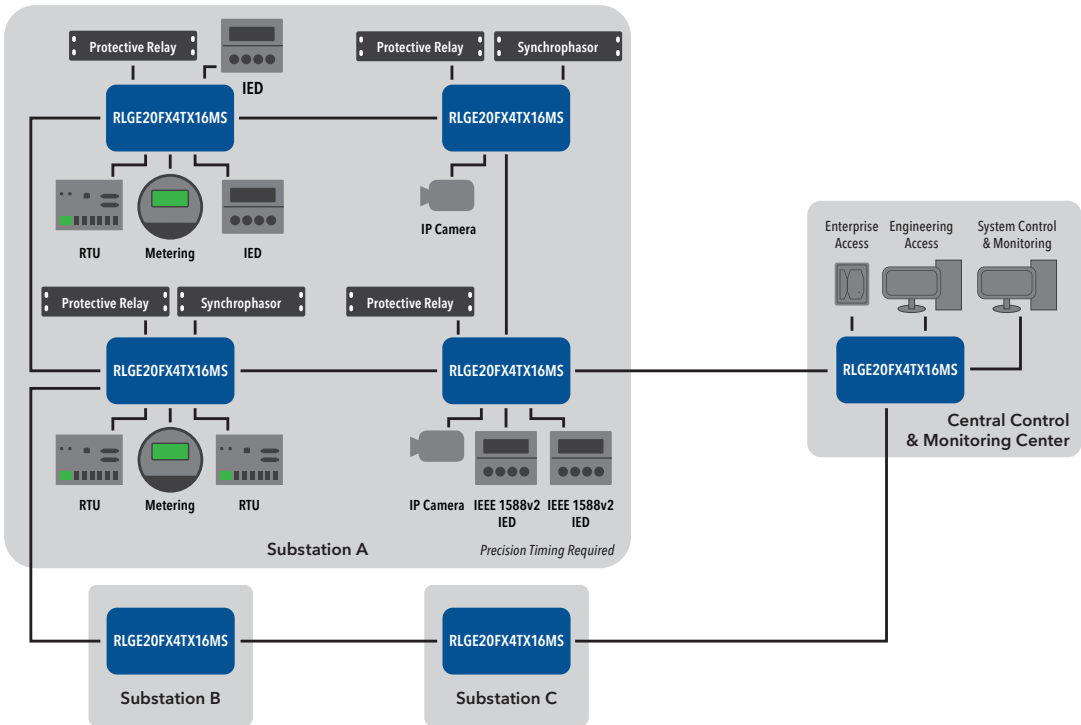 Protective Relay
IED
Protective Relay
Synchrophasor
RLGE20FX4TX16MS
RLGE20FX4TX16MS
RTU
Metering
IED
IP Camera
Protective Relay
Synchrophasor
Protective Relay
RLGE20FX4TX16MS
RLGE20FX4TX16MS
RTU
Metering
RTU
IP Camera
IEEE 1588v2
IED
IEEE 1588v2
IED
Substation A
Precision Timing Required
Enterprise
Access
Engineering
Access
System Control
& Monitoring
RLGE20FX4TX16MS
Central Control
& Monitoring Center
RLGE20FX4TX16MS
Substation B
RLGE20FX4TX16MS
Substation C